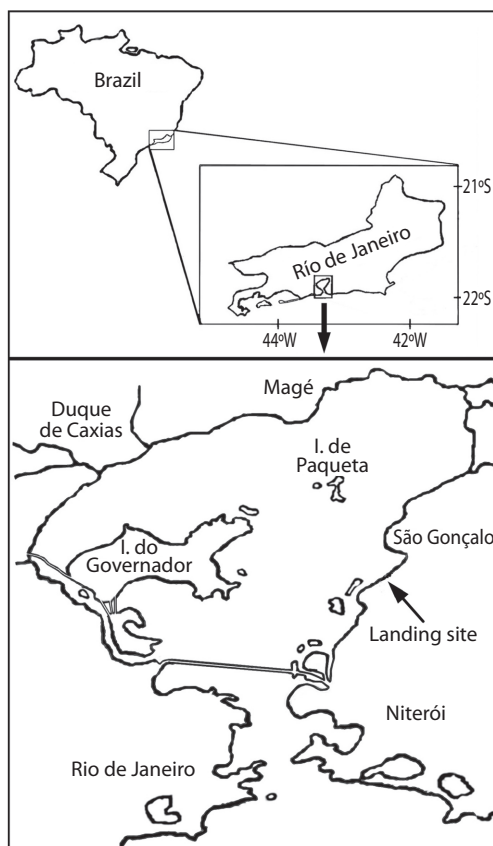 Brazil
21ºS
Río de Janeiro
22ºS
44ºW
42ºW
Magé
Duque
de Caxias
I. de
Paqueta
São Gonçalo
I. do
Governador
Landing site
Niterói
Rio de Janeiro